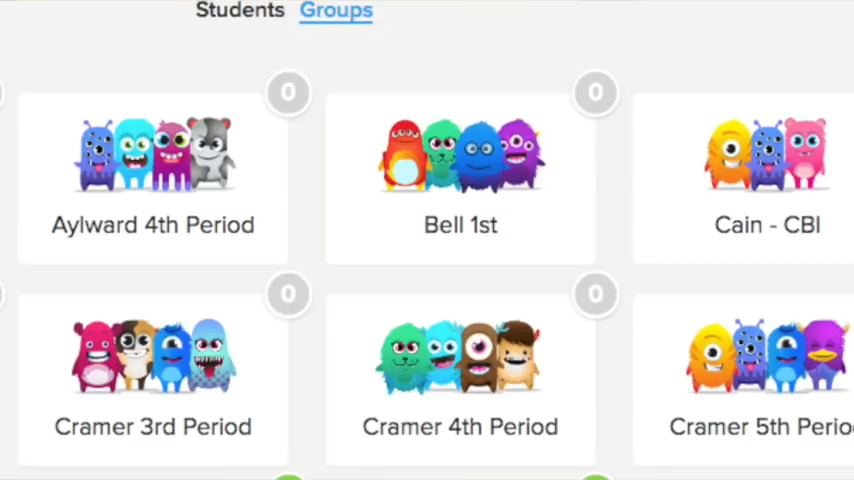 Students Groups
0 0
Aylward 4th Period Bell 1st Cain - CBI
0 0
Cramer 3rd Period Cramer 4th Period Cramer 5th Perio